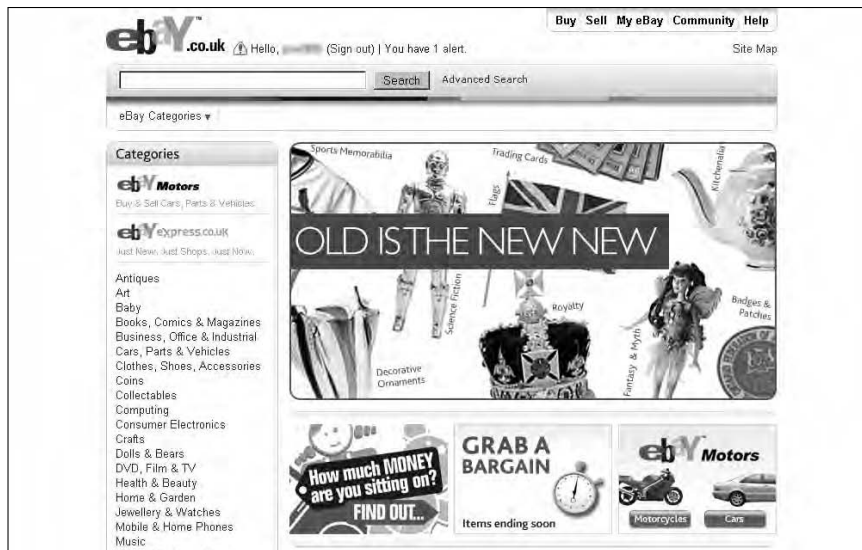 Buy Sell My eBay Community Help
ebaY™.co.uk Hello, (Sign out) | You have 1 alert.
Site Map
Search Advanced Search
eBay Categories
Categories
ebY Motors
Buy & Sell Cars, Parts & Vehicles.
ebY express.co.uk
Just New. Just Shops. Just Now.
Antiques
Art
Baby
Books, Comics & Magazines
Business, Office & Industrial
Cars, Parts & Vehicles
Clothes, Shoes, Accessories
Coins
Collectables
Computing
Consumer Electronics
Crafts
Dolls & Bears
DVD, Film & TV
Health & Beauty
Home & Garden
Jewellery & Watches
Mobile & Home Phones
Music
Sports Memorabilia
Trading Cards
Kitchenalia
Flags
OLD IS THE NEW NEW
Science Fiction
Royalty
Badges &
Patches
Decorative
Ornaments
Fantasy & Myth
How much MONEY
are you sitting on?
FIND OUT...
GRAB A
BARGAIN
Items ending soon
ebY™ Motors
Motorcycles Cars